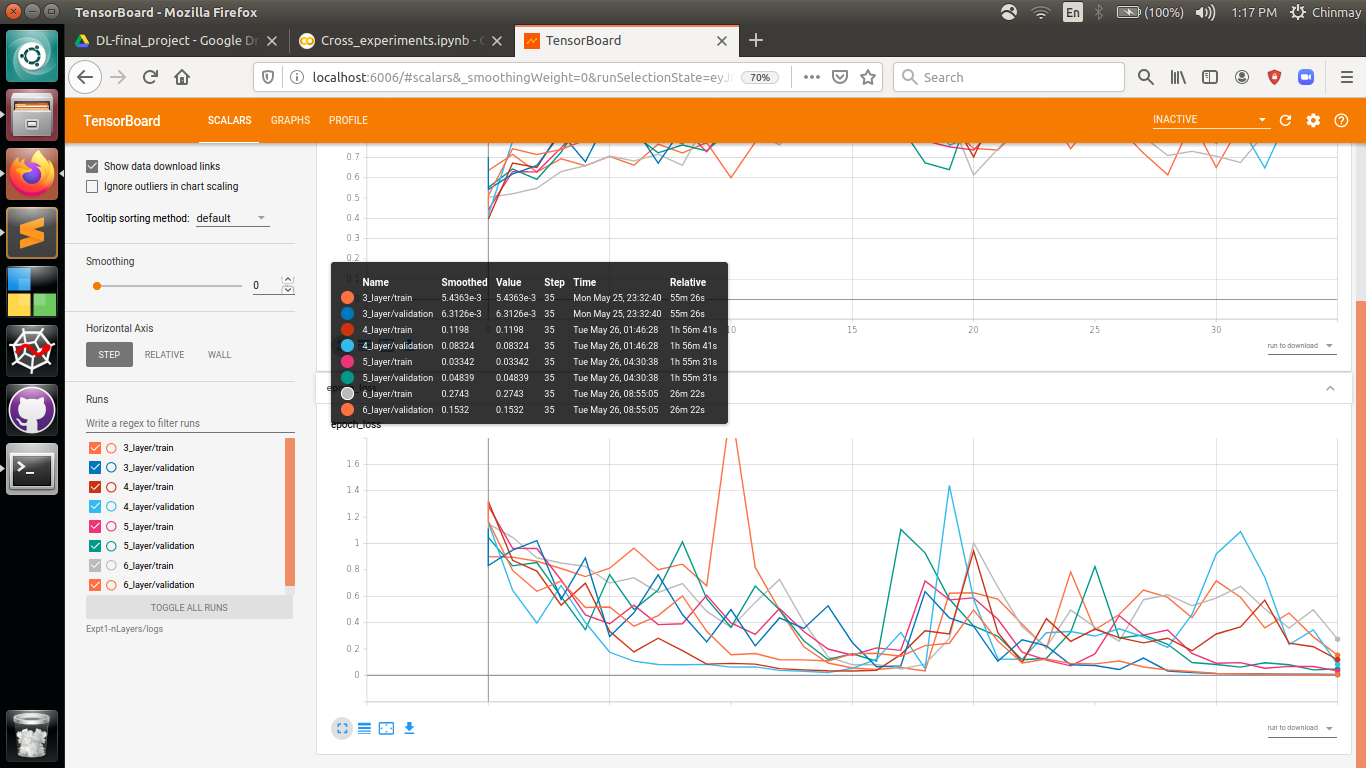 TensorBoard - Mozilla Firefox
En
(100%)
1:17 PM
Chinmay
DL-final_project - Google Dr
Cross_experiments.ipynb - C
TensorBoard
localhost:6006/#scalars&_smoothingWeight=0&runSelectionState=eyJ
70%
Search
TensorBoard
SCALARS
GRAPHS
PROFILE
INACTIVE
Show data download links
Ignore outliers in chart scaling
Tooltip sorting method: default
Smoothing
0
Horizontal Axis
STEP
RELATIVE
WALL
Runs
Write a regex to filter runs
3_layer/train
3_layer/validation
4_layer/train
4_layer/validation
5_layer/train
5_layer/validation
6_layer/train
6_layer/validation
TOGGLE ALL RUNS
Expt1-nLayers/logs
0.7
0.6
0.5
0.4
0.3
0.2
0.1
10 15 20 25 30
run to download
Name Smoothed Value Step Time Relative
3_layer/train 5.4363e-3 5.4363e-3 35 Mon May 25, 23:32:40 55m 26s
3_layer/validation 6.3126e-3 6.3126e-3 35 Mon May 25, 23:32:40 55m 26s
4_layer/train 0.1198 0.1198 35 Tue May 26, 01:46:28 1h 56m 41s
4_layer/validation 0.08324 0.08324 35 Tue May 26, 01:46:28 1h 56m 41s
5_layer/train 0.03342 0.03342 35 Tue May 26, 04:30:38 1h 55m 31s
5_layer/validation 0.04839 0.04839 35 Tue May 26, 04:30:38 1h 55m 31s
6_layer/train 0.2743 0.2743 35 Tue May 26, 08:55:05 26m 22s
6_layer/validation 0.1532 0.1532 35 Tue May 26, 08:55:05 26m 22s
epoch_loss
epoch_loss
1.6
1.4
1.2
1
0.8
0.6
0.4
0.2
0
run to download